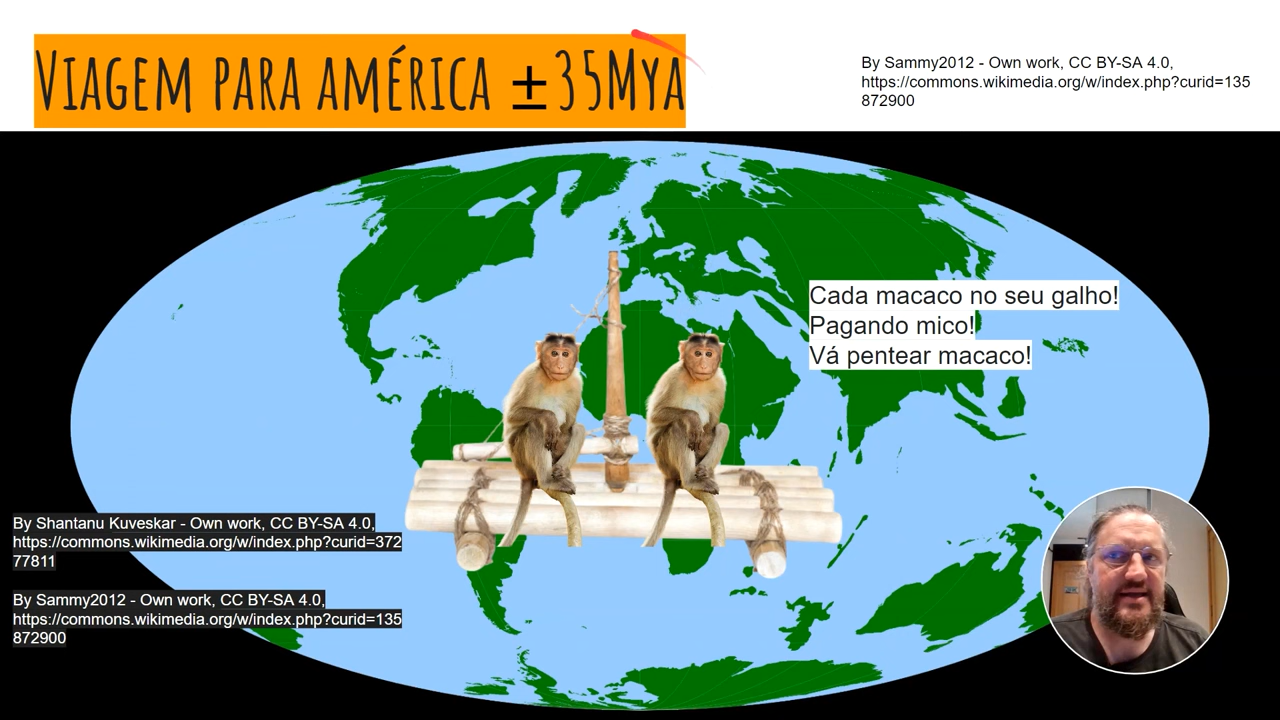 VIAGEM PARA AMÉRICA ±35MYA
By Sammy2012 - Own work, CC BY-SA 4.0,
https://commons.wikimedia.org/w/index.php?curid=135
872900
Cada macaco no seu galho!
Pagando mico!
Vá pentear macaco!
By Shantanu Kuveskar - Own work, CC BY-SA 4.0,
https://commons.wikimedia.org/w/index.php?curid=372
77811
By Sammy2012 - Own work, CC BY-SA 4.0,
https://commons.wikimedia.org/w/index.php?curid=135
872900